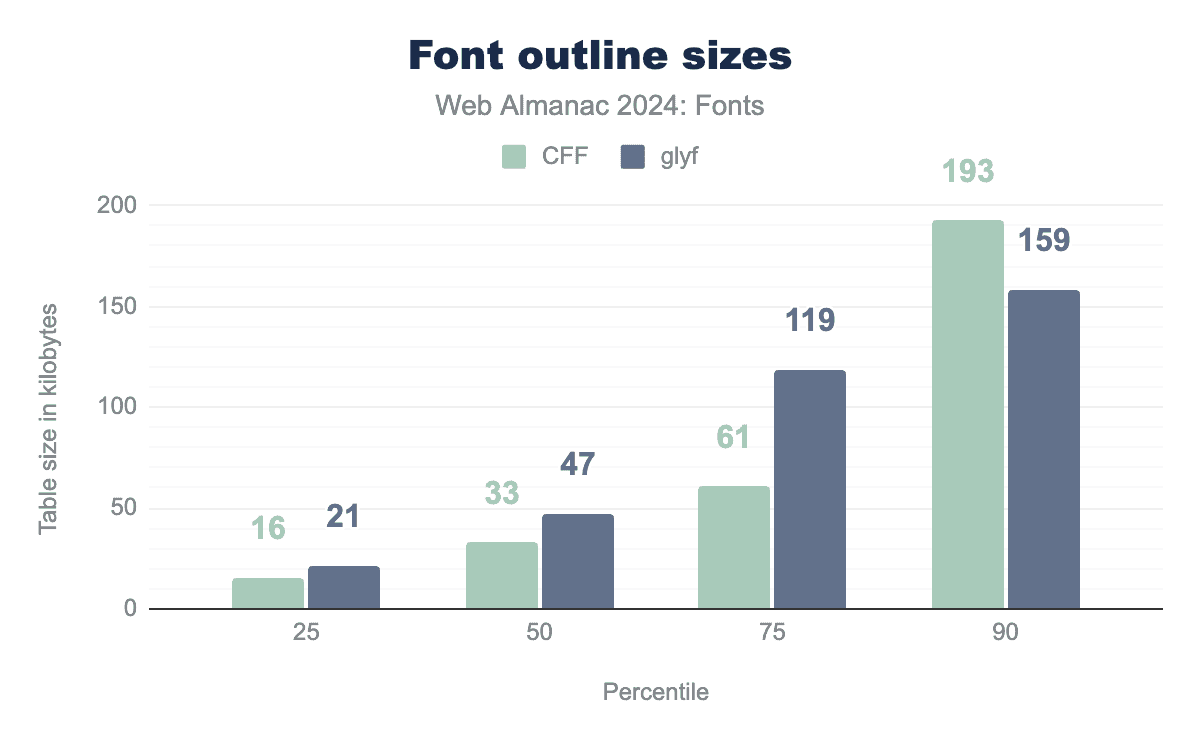 Font outline sizes
Web Almanac 2024: Fonts
CFF glyf
Table size in kilobytes
200
150
100
50
0
16 21
33 47
61 119
193 159
25 50 75 90
Percentile